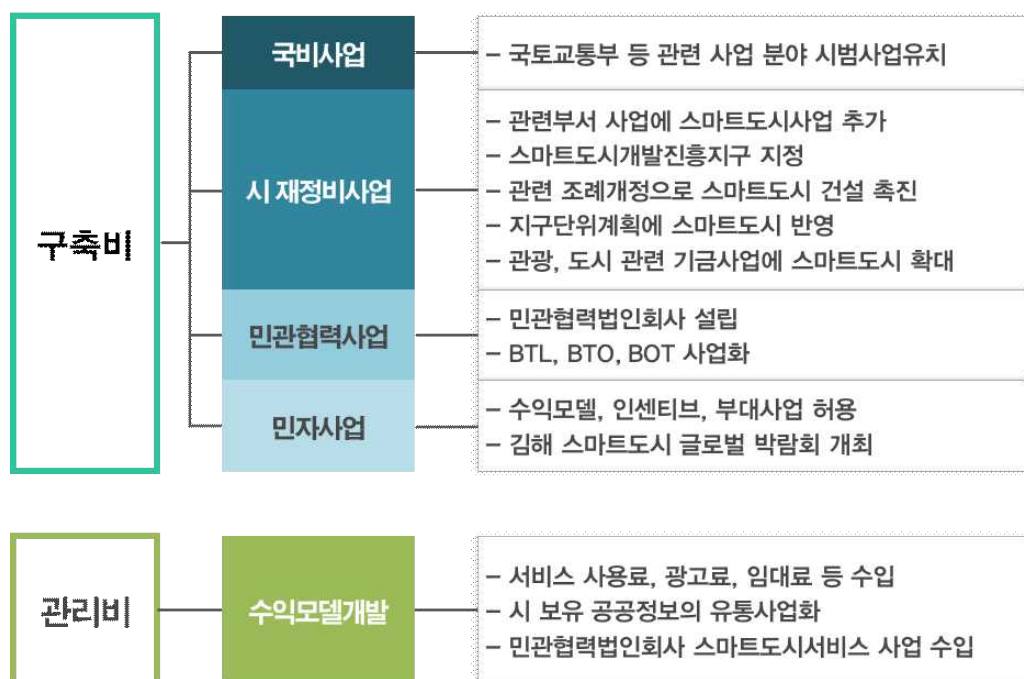 구축비
국비사업
– 국토교통부 등 관련 사업 분야 시범사업유치
시 재정비사업
– 관련부서 사업에 스마트도시사업 추가
– 스마트도시개발진흥지구 지정
– 관련 조례개정으로 스마트도시 건설 촉진
– 지구단위계획에 스마트도시 반영
– 관광, 도시 관련 기금사업에 스마트도시 확대
민관협력사업
– 민관협력법인회사 설립
– BTL, BTO, BOT 사업화
민자사업
– 수익모델, 인센티브, 부대사업 허용
– 김해 스마트도시 글로벌 박람회 개최
관리비
수익모델개발
– 서비스 사용료, 광고료, 임대료 등 수입
– 시 보유 공공정보의 유통사업화
– 민관협력법인회사 스마트도시서비스 사업 수입